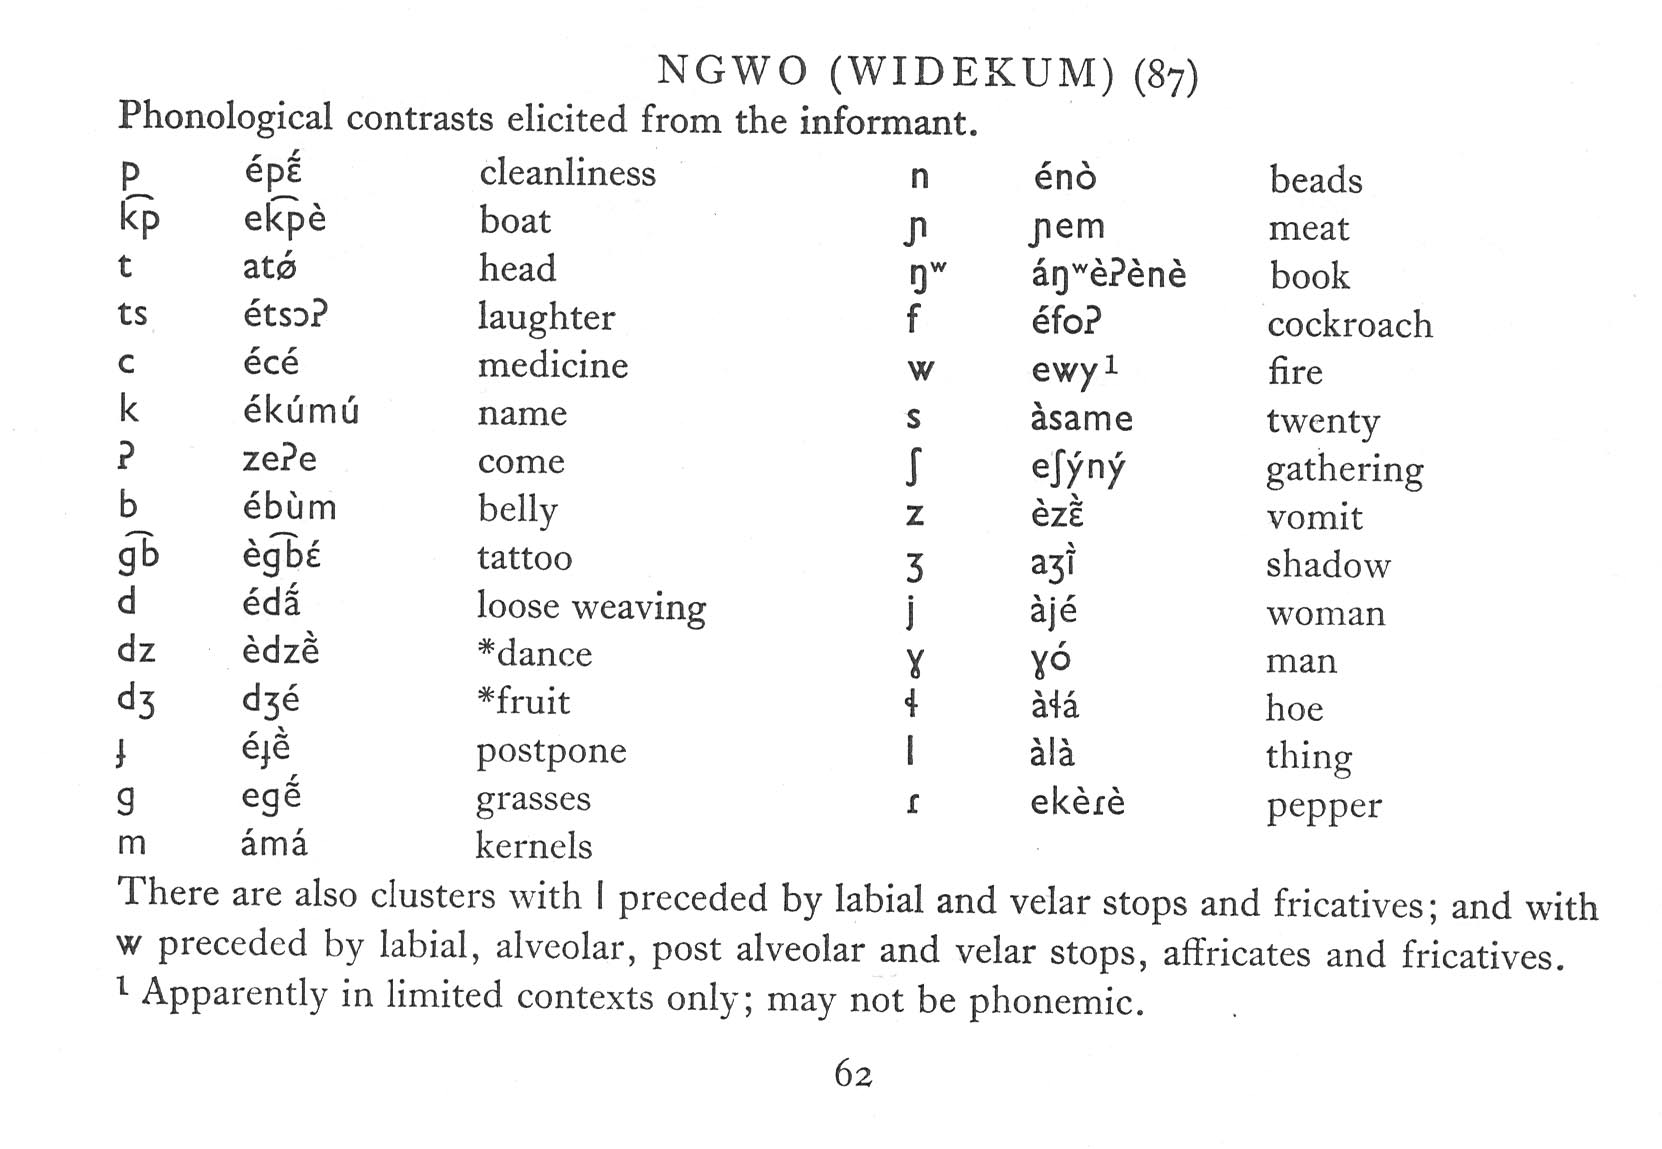 NGWO (WIDEKUM) (87)
Phonological contrasts elicited from the informant.
p épɛ̃́ cleanliness n énò beads
k͡p ek͡pè boat ɲ ɲem meat
t atǿ head ŋʷ áŋʷèʔènè book
ts étsɔʔ laughter f éfoʔ cockroach
c écé medicine w ewy¹ fire
k ékúmú name s àsame twenty
ʔ zeʔe come ʃ eʃýný gathering
b ébùm belly z èzɛ̃̀ vomit
g͡b èg͡bɛ́ tattoo ʒ aʒĩ̀ shadow
d édã́ loose weaving j àjé woman
dz èdzẽ̀ *dance ɣ ɣó man
dʒ dʒé *fruit ɬ àɬá hoe
ɟ éɟẽ̀ postpone l àlà thing
g egẽ́ grasses ɾ ekèɾè pepper
m ámá kernels
There are also clusters with l preceded by labial and velar stops and fricatives; and with
w preceded by labial, alveolar, post alveolar and velar stops, affricates and fricatives.
¹ Apparently in limited contexts only; may not be phonemic.
62